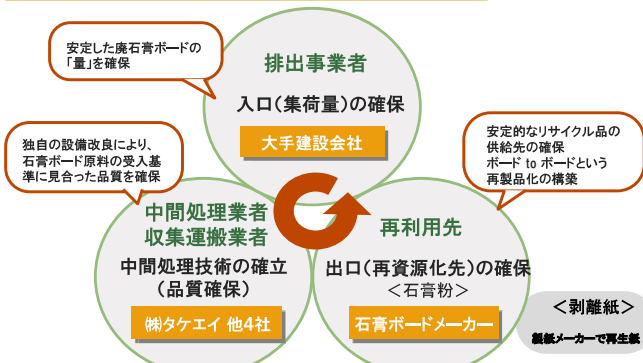 安定した廃石膏ボードの
「量」を確保
排出事業者
入口(集荷量)の確保
大手建設会社
独自の設備改良により、
石膏ボード原料の受入基
準に見合った品質を確保
安定的なリサイクル品の
供給先の確保
ボード to ボードという
再製品化の構築
中間処理業者
収集運搬業者
中間処理技術の確立
(品質確保)
㈱タケエイ 他4社
再利用先
出口(再資源化先)の確保
＜石膏粉＞
石膏ボードメーカー
＜剥離紙＞
製紙メーカーで再生紙